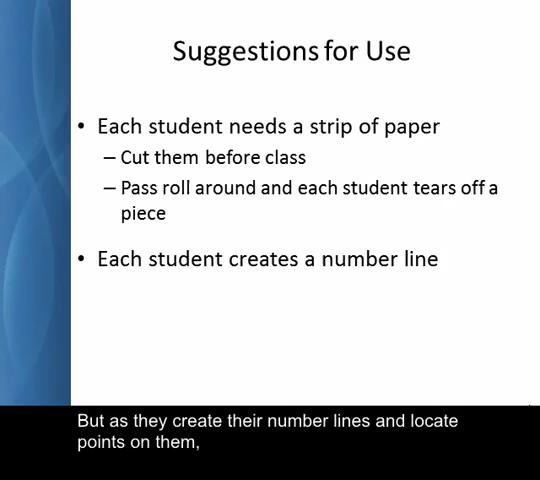 Suggestions for Use
• Each student needs a strip of paper
– Cut them before class
– Pass roll around and each student tears off a
piece
• Each student creates a number line
But as they create their number lines and locate
points on them,